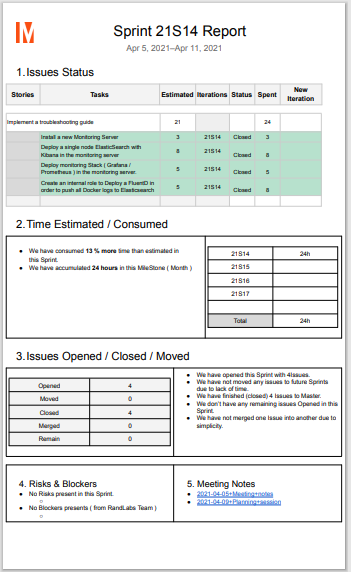 Sprint 21S14 Report
Apr 5, 2021–Apr 11, 2021
1.Issues Status
Stories Tasks Estimated Iterations Status Spent New Iteration
Implement a troubleshooting guide 21 24
Install a new Monitoring Server 3 21S14 Closed 3
Deploy a single node ElasticSearch with
Kibana in the monitoring server 8 21S14 Closed 8
Deploy monitoring Stack ( Grafana /
Prometheus ) in the monitoring server. 5 21S14 Closed 5
Create an internal role to Deploy a FluentD in
order to push all Docker logs to Elasticsearch 5 21S14 Closed 8
2.Time Estimated / Consumed
• We have consumed 13 % more time than estimated in
this Sprint.
• We have accumulated 24 hours in this MileStone ( Month )
21S14 24h
21S15
21S16
21S17
Total 24h
3.Issues Opened / Closed / Moved
Opened 4
Moved 0
Closed 4
Merged 0
Remain 0
• We have opened this Sprint with 4Issues.
• We have not moved any issues to future Sprints
due to lack of time.
• We have finished (closed) 4 Issues to Master.
• We don't have any remaining issues Opened in this
Sprint.
• We have not merged one Issue into another due to
simplicity.
4. Risks & Blockers
• No Risks present in this Sprint.
○
• No Blockers presents ( from RandLabs Team )
○
5. Meeting Notes
• 2021-04-05+Meeting+notes
• 2021-04-09+Planning+session